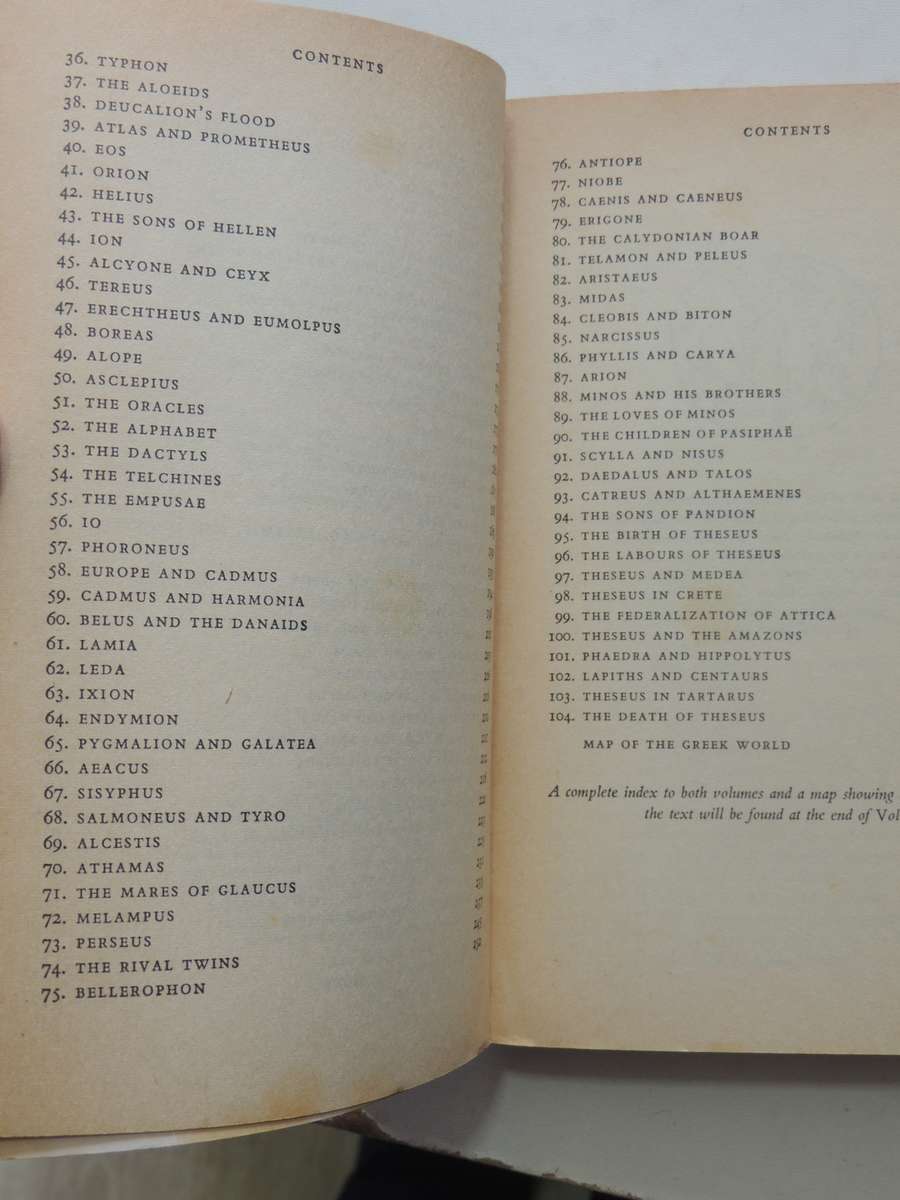 CONTENTS
36. TYPHON
37. THE ALOEIDS
38. DEUCALION'S FLOOD
39. ATLAS AND PROMETHEUS
40. EOS
41. ORION
42. HELIUS
43. THE SONS OF HELLEN
44. ION
45. ALCYONE AND CEYX
46. TEREUS
47. ERECHTHEUS AND EUMOLPUS
48. BOREAS
49. ALOPE
50. ASCLEPIUS
51. THE ORACLES
52. THE ALPHABET
53. THE DACTYLS
54. THE TELCHINES
55. THE EMPUSAE
56. IO
57. PHORONEUS
58. EUROPE AND CADMUS
59. CADMUS AND HARMONIA
60. BELUS AND THE DANAIDS
61. LAMIA
62. LEDA
63. IXION
64. ENDYMION
65. PYGMALION AND GALATEA
66. AEACUS
67. SISYPHUS
68. SALMONEUS AND TYRO
69. ALCESTIS
70. ATHAMAS
71. THE MARES OF GLAUCUS
72. MELAMPUS
73. PERSEUS
74. THE RIVAL TWINS
75. BELLEROPHON
CONTENTS
76. ANTIOPE
77. NIOBE
78. CAENIS AND CAENEUS
79. ERIGONE
80. THE CALYDONIAN BOAR
81. TELAMON AND PELEUS
82. ARISTAEUS
83. MIDAS
84. CLEOBIS AND BITON
85. NARCISSUS
86. PHYLLIS AND CARYA
87. ARION
88. MINOS AND HIS BROTHERS
89. THE LOVES OF MINOS
90. THE CHILDREN OF PASIPHAË
91. SCYLLA AND NISUS
92. DAEDALUS AND TALOS
93. CATREUS AND ALTHAEMENES
94. THE SONS OF PANDION
95. THE BIRTH OF THESEUS
96. THE LABOURS OF THESEUS
97. THESEUS AND MEDEA
98. THESEUS IN CRETE
99. THE FEDERALIZATION OF ATTICA
100. THESEUS AND THE AMAZONS
101. PHAEDRA AND HIPPOLYTUS
102. LAPITHS AND CENTAURS
103. THESEUS IN TARTARUS
104. THE DEATH OF THESEUS
MAP OF THE GREEK WORLD
A complete index to both volumes and a map showing
the text will be found at the end of Vol